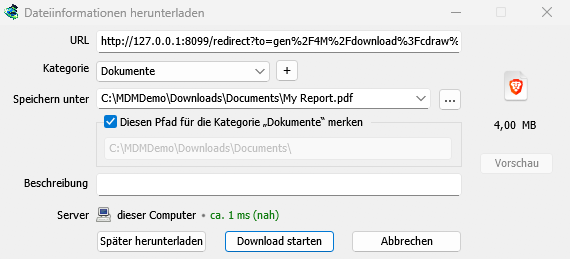 Dateiinformationen herunterladen
URL http://127.0.0.1:8099/redirect?to=gen%2F4M%2Fdownload%3Fcdraw%
Kategorie Dokumente +
Speichern unter C:\MDMDemo\Downloads\Documents\My Report.pdf ...
Diesen Pfad für die Kategorie „Dokumente“ merken
4,00 MB
C:\MDMDemo\Downloads\Documents\
Vorschau
Beschreibung
Server dieser Computer • ca. 1 ms (nah)
Später herunterladen Download starten Abbrechen